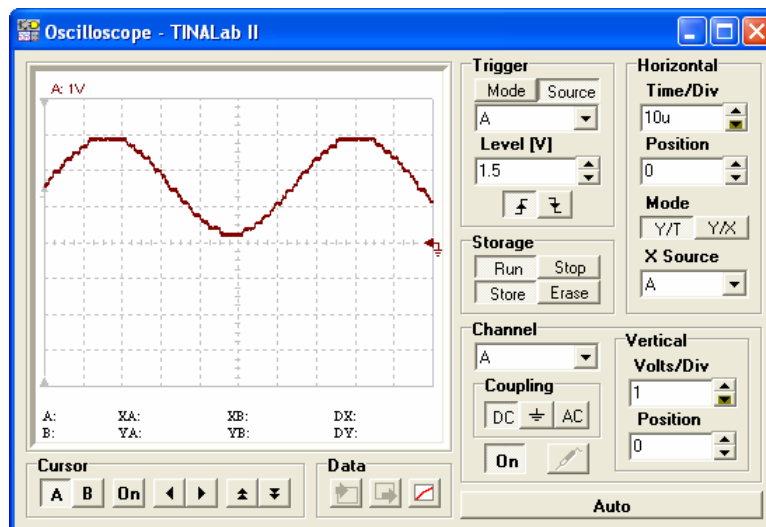 Oscilloscope - TINALab II
A: 1V
A: XA: XB: DX:
B: YA: YB: DY:
Cursor
A B On
Data
Trigger
Mode Source
A
Level [V]
1.5
Storage
Run Stop
Store Erase
Horizontal
Time/Div
10u
Position
0
Mode
Y/T Y/X
X Source
A
Channel
A
Coupling
DC AC
On
Vertical
Volts/Div
1
Position
0
Auto